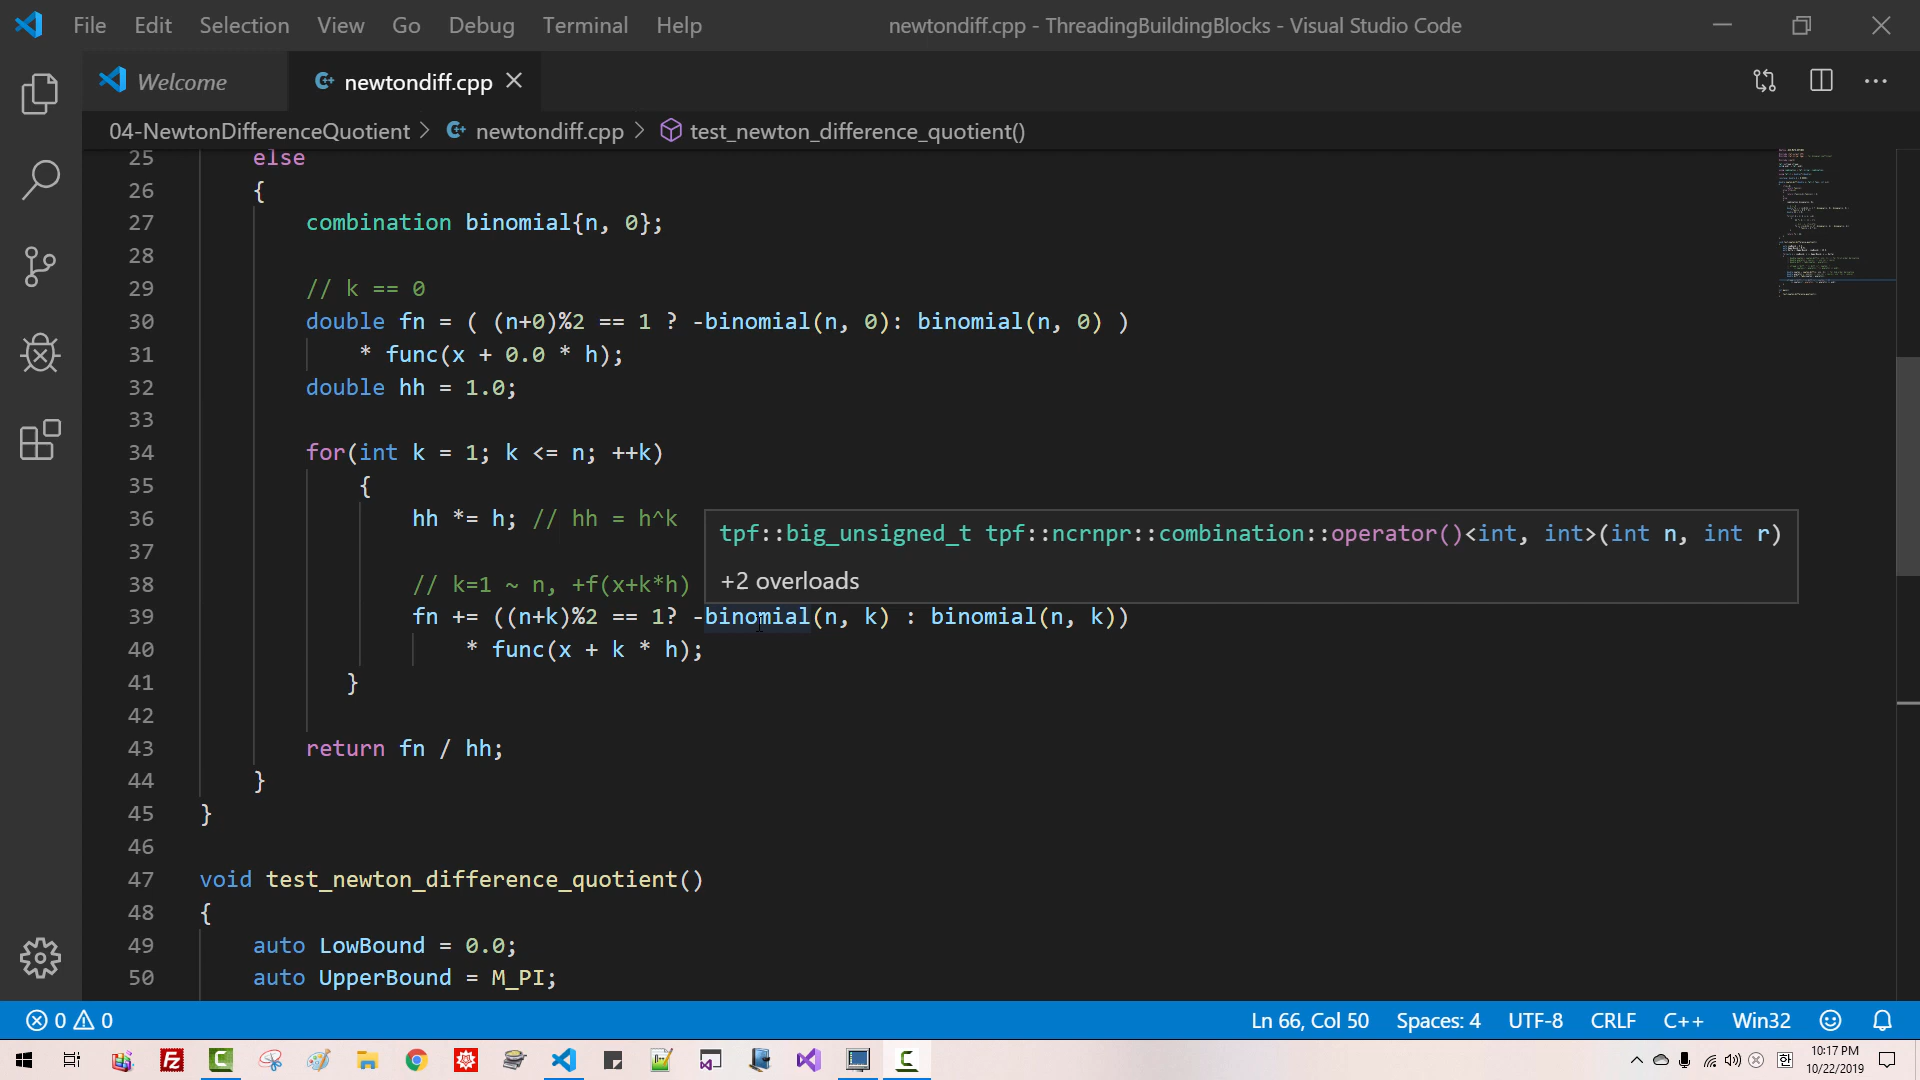 File Edit Selection View Go Debug Terminal Help newtondiff.cpp - ThreadingBuildingBlocks - Visual Studio Code
Welcome newtondiff.cpp
04-NewtonDifferenceQuotient > newtondiff.cpp > test_newton_difference_quotient()
25 else
26 {
27 combination binomial{n, 0};
28
29 // k == 0
30 double fn = ( (n+0)%2 == 1 ? -binomial(n, 0): binomial(n, 0) )
31 * func(x + 0.0 * h);
32 double hh = 1.0;
33
34 for(int k = 1; k <= n; ++k)
35 {
36 hh *= h; // hh = h^k
tpf::big_unsigned_t tpf::ncrnpr::combination::operator()<int, int>(int n, int r)
37
+2 overloads
38 // k=1 ~ n, +f(x+k*h)
39 fn += ((n+k)%2 == 1? -binomial(n, k) : binomial(n, k))
40 * func(x + k * h);
41 }
42
43 return fn / hh;
44 }
45 }
46
47 void test_newton_difference_quotient()
48 {
49 auto LowBound = 0.0;
50 auto UpperBound = M_PI;
0 0 Ln 66, Col 50 Spaces: 4 UTF-8 CRLF C++ Win32
10:17 PM
10/22/2019